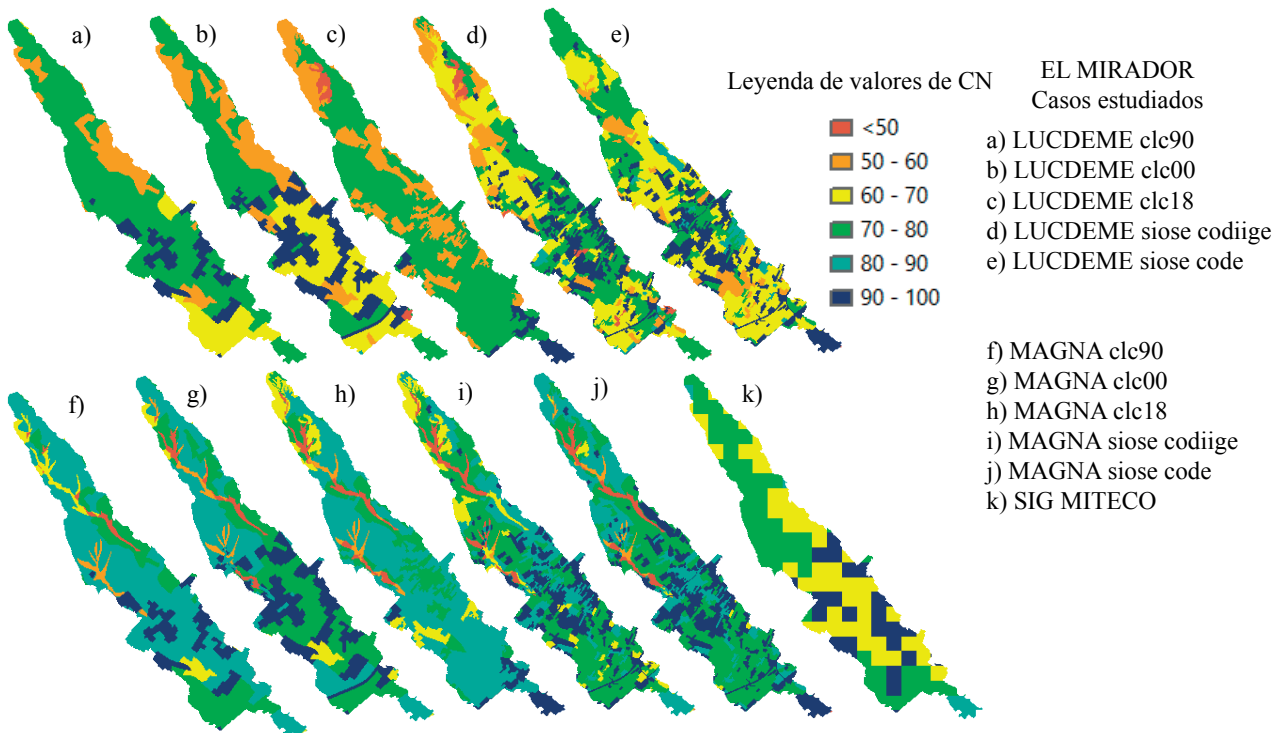 a)
b)
c)
d)
e)
Leyenda de valores de CN
<50
50 - 60
60 - 70
70 - 80
80 - 90
90 - 100
EL MIRADOR
Casos estudiados
a) LUCDEME clc90
b) LUCDEME clc00
c) LUCDEME clc18
d) LUCDEME siose codiige
e) LUCDEME siose code
f) MAGNA clc90
g) MAGNA clc00
h) MAGNA clc18
i) MAGNA siose codiige
j) MAGNA siose code
k) SIG MITECO
f)
g)
h)
i)
j)
k)